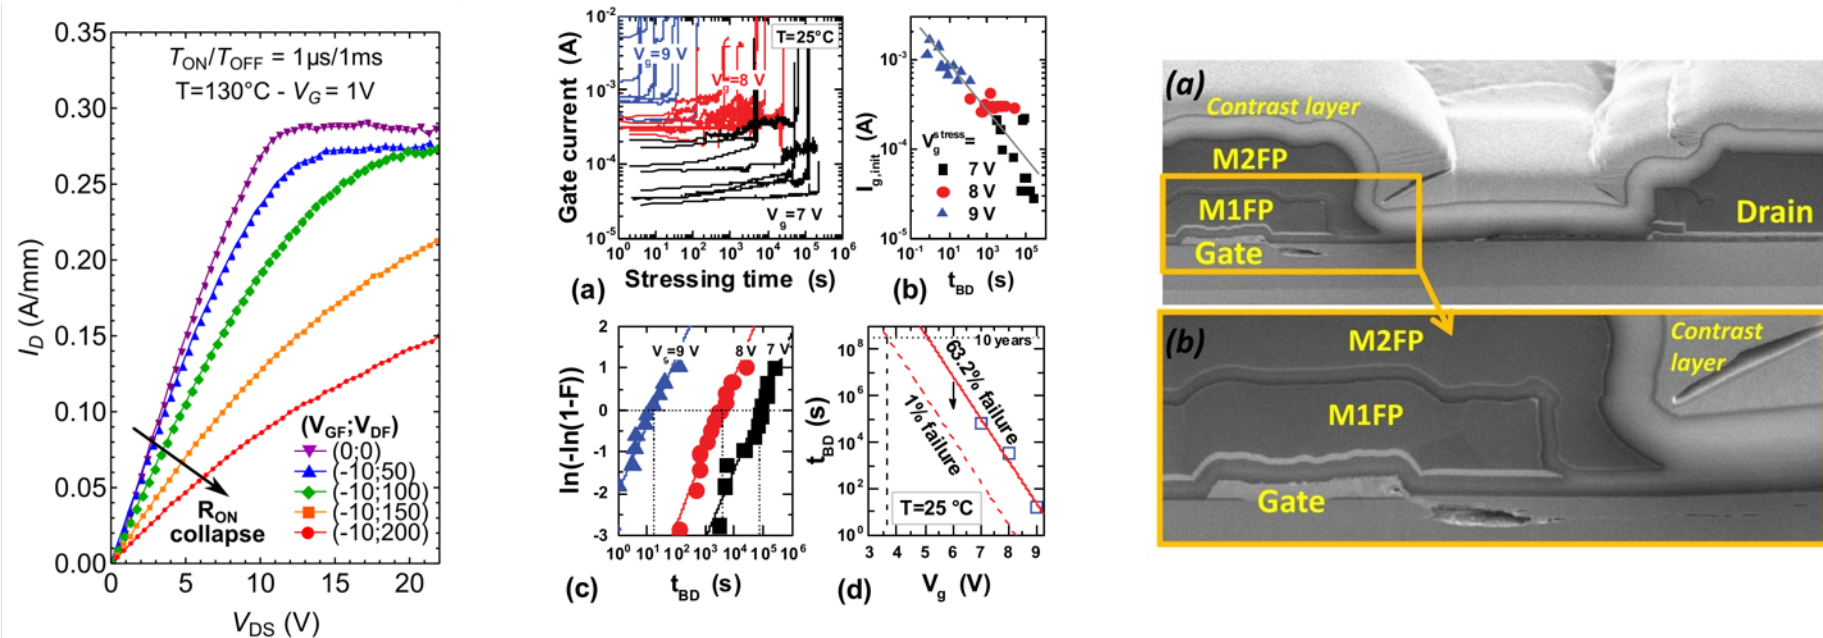 0.35
0.30
0.25
0.20
0.15
0.10
0.05
0.00
I_D (A/mm)
T_ON/T_OFF = 1µs/1ms
T=130°C - V_G = 1V
(V_GF;V_DF)
(0;0)
(-10;50)
(-10;100)
(-10;150)
(-10;200)
R_ON
collapse
0 5 10 15 20
V_DS (V)
Gate current (A)
10^-2
10^-3
10^-4
10^-5
T=25°C
V_g=9 V
V_g=8 V
V_g=7 V
10^0 10^1 10^2 10^3 10^4 10^5 10^6
(a) Stressing time (s)
I_g,init (A)
10^-3
10^-4
10^-5
V_g^stress=
7 V
8 V
9 V
10^-1 10^1 10^3 10^5
(b) t_BD (s)
ln(-ln(1-F))
2
1
0
-1
-2
-3
V_g=9 V 8 V 7 V
10^0 10^1 10^2 10^3 10^4 10^5 10^6
(c) t_BD (s)
t_BD (s)
10^8
10^6
10^4
10^2
10^0
10 years
63.2% failure
1% failure
T=25 °C
3 4 5 6 7 8 9
(d) V_g (V)
(a)
Contrast layer
M2FP
M1FP
Gate
Drain
(b)
M2FP
Contrast
layer
M1FP
Gate